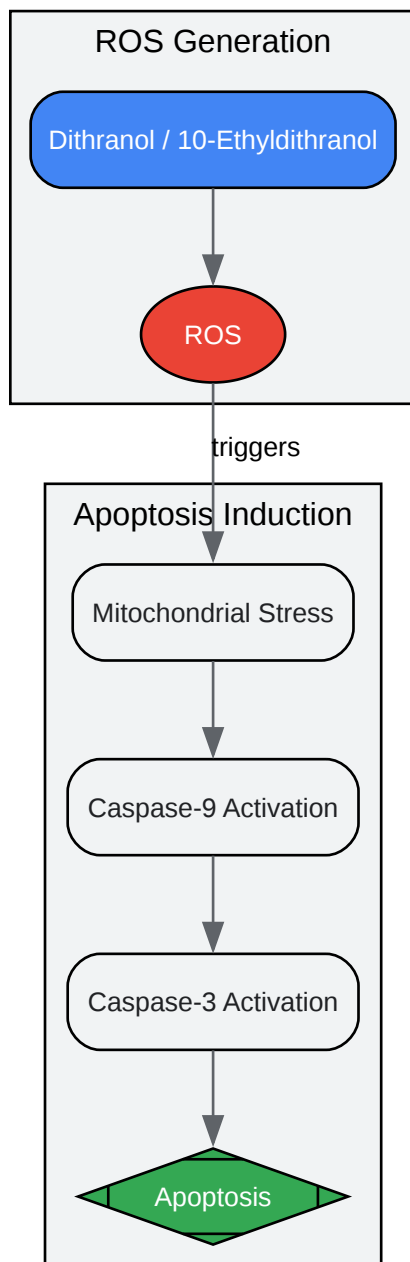 ROS Generation
Dithranol / 10-Ethyldithranol
ROS
triggers
Apoptosis Induction
Mitochondrial Stress
Caspase-9 Activation
Caspase-3 Activation
Apoptosis